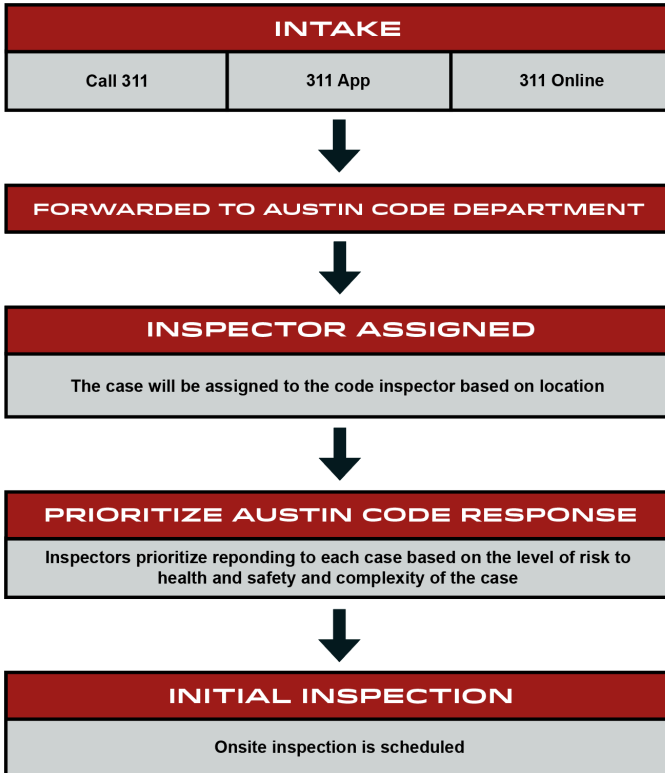 INTAKE
Call 311
311 App
311 Online
FORWARDED TO AUSTIN CODE DEPARTMENT
INSPECTOR ASSIGNED
The case will be assigned to the code inspector based on location
PRIORITIZE AUSTIN CODE RESPONSE
Inspectors prioritize reponding to each case based on the level of risk to
health and safety and complexity of the case
INITIAL INSPECTION
Onsite inspection is scheduled